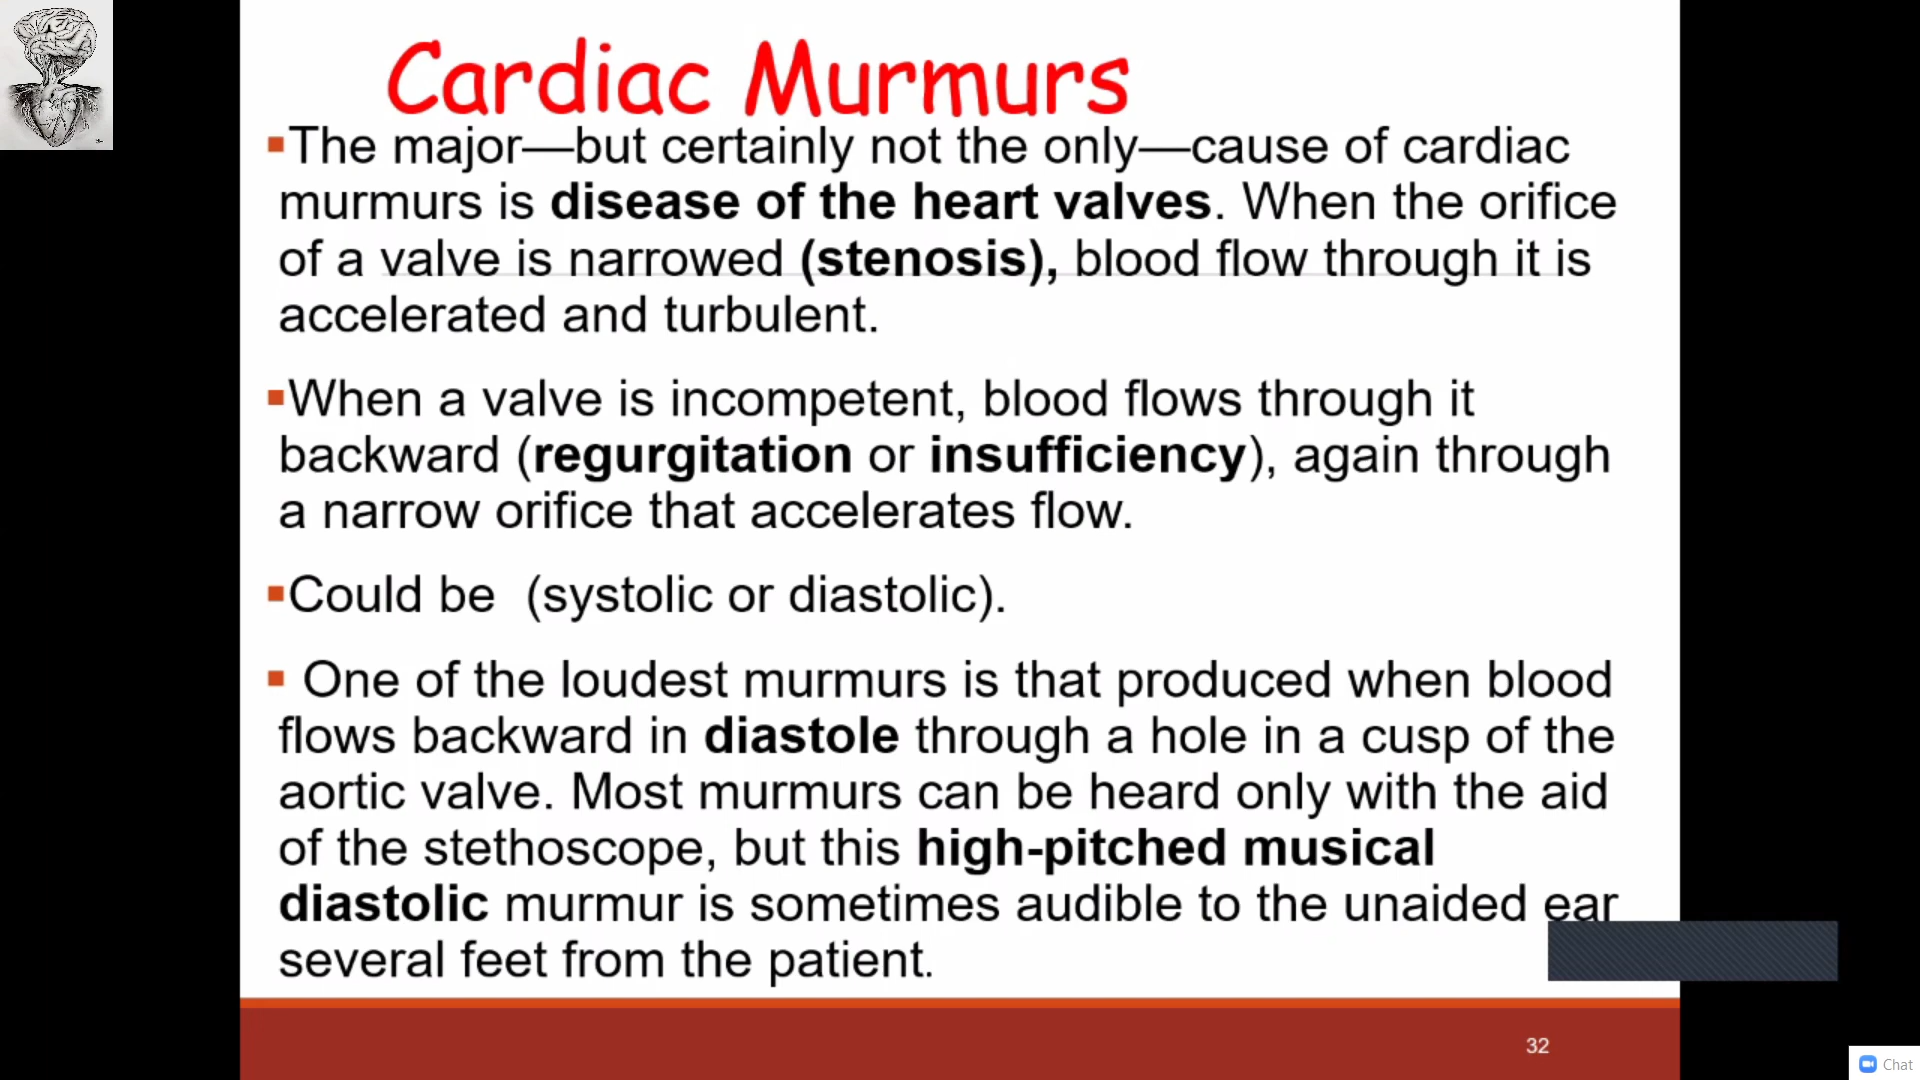 Cardiac Murmurs
▪The major—but certainly not the only—cause of cardiac
murmurs is disease of the heart valves. When the orifice
of a valve is narrowed (stenosis), blood flow through it is
accelerated and turbulent.
▪When a valve is incompetent, blood flows through it
backward (regurgitation or insufficiency), again through
a narrow orifice that accelerates flow.
▪Could be  (systolic or diastolic).
▪ One of the loudest murmurs is that produced when blood
flows backward in diastole through a hole in a cusp of the
aortic valve. Most murmurs can be heard only with the aid
of the stethoscope, but this high-pitched musical
diastolic murmur is sometimes audible to the unaided ear
several feet from the patient.
32
Chat